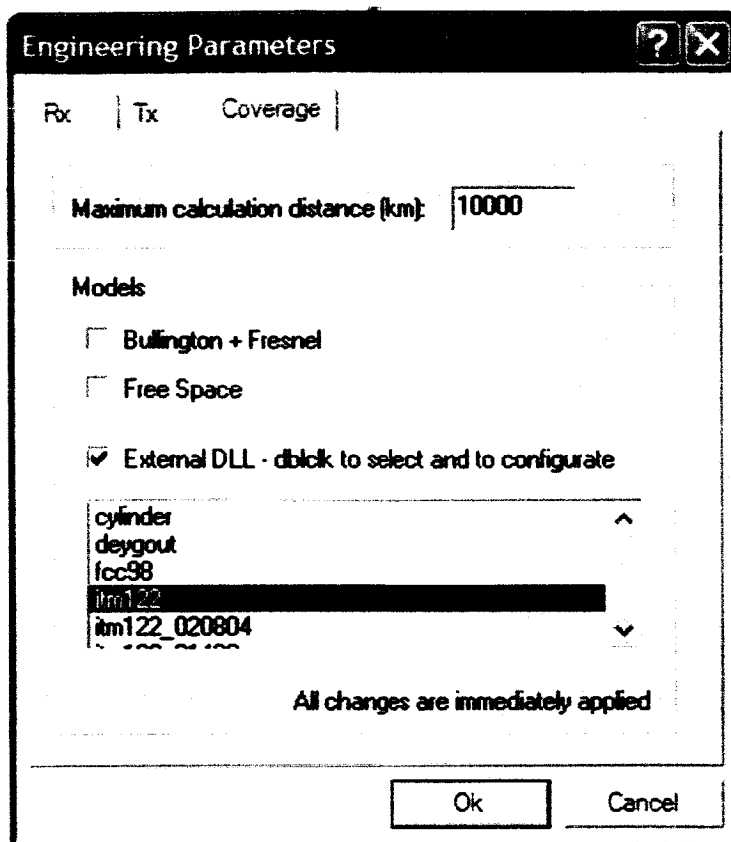 Engineering Parameters
Rx Tx Coverage
Maximum calculation distance (km): 10000
Models
Bullington + Fresnel
Free Space
External DLL - dblclk to select and to configurate
cylinder
deygout
fcc98
itm122
itm122_020804
All changes are immediately applied
Ok Cancel